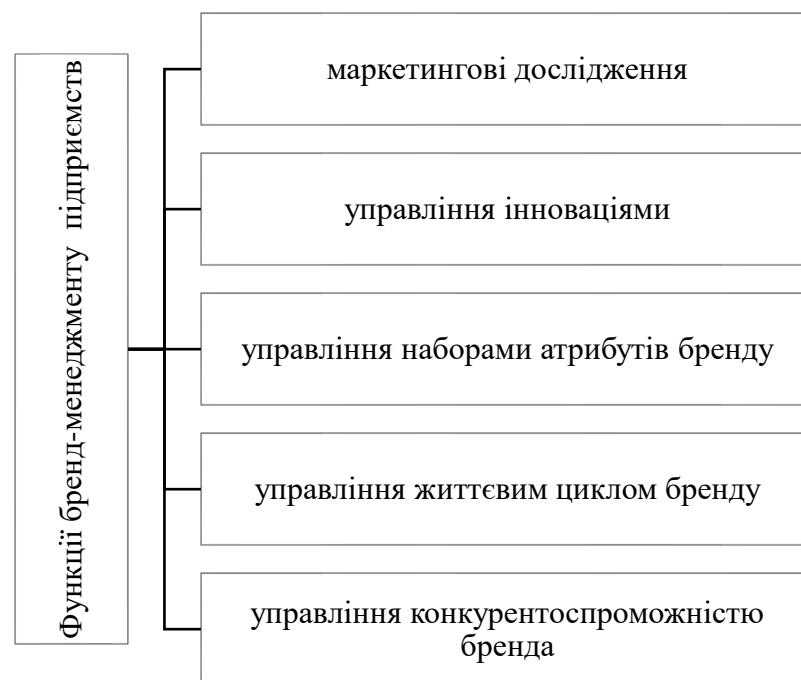 Функції бренд-менеджменту підприємств
маркетингові дослідження
управління інноваціями
управління наборами атрибутів бренду
управління життєвим циклом бренду
управління конкурентоспроможністю
бренда